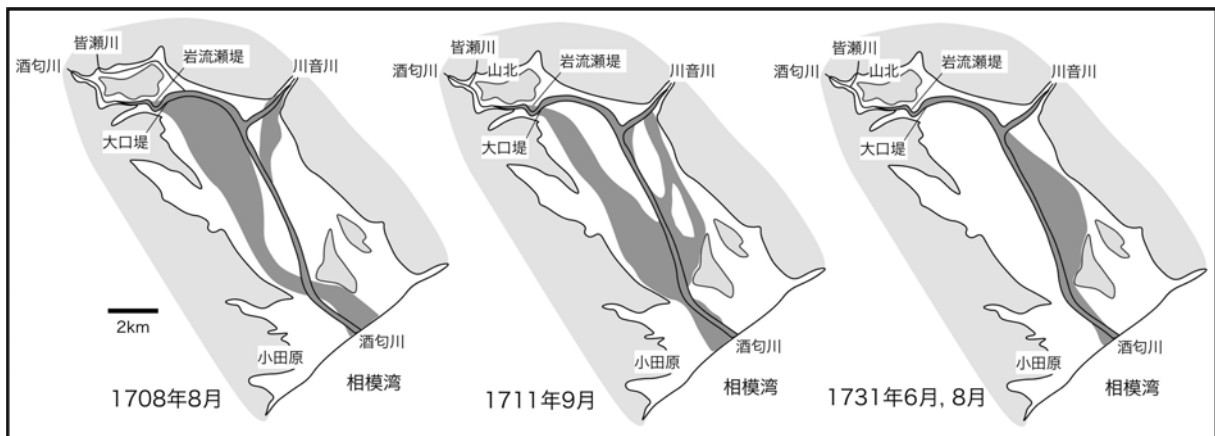 皆瀬川
酒匂川
岩流瀬堤
川音川
大口堤
2km
小田原
酒匂川
相模湾
1708年8月
皆瀬川
酒匂川
山北
岩流瀬堤
川音川
大口堤
小田原
酒匂川
相模湾
1711年9月
皆瀬川
酒匂川
山北
岩流瀬堤
川音川
大口堤
小田原
酒匂川
相模湾
1731年6月, 8月